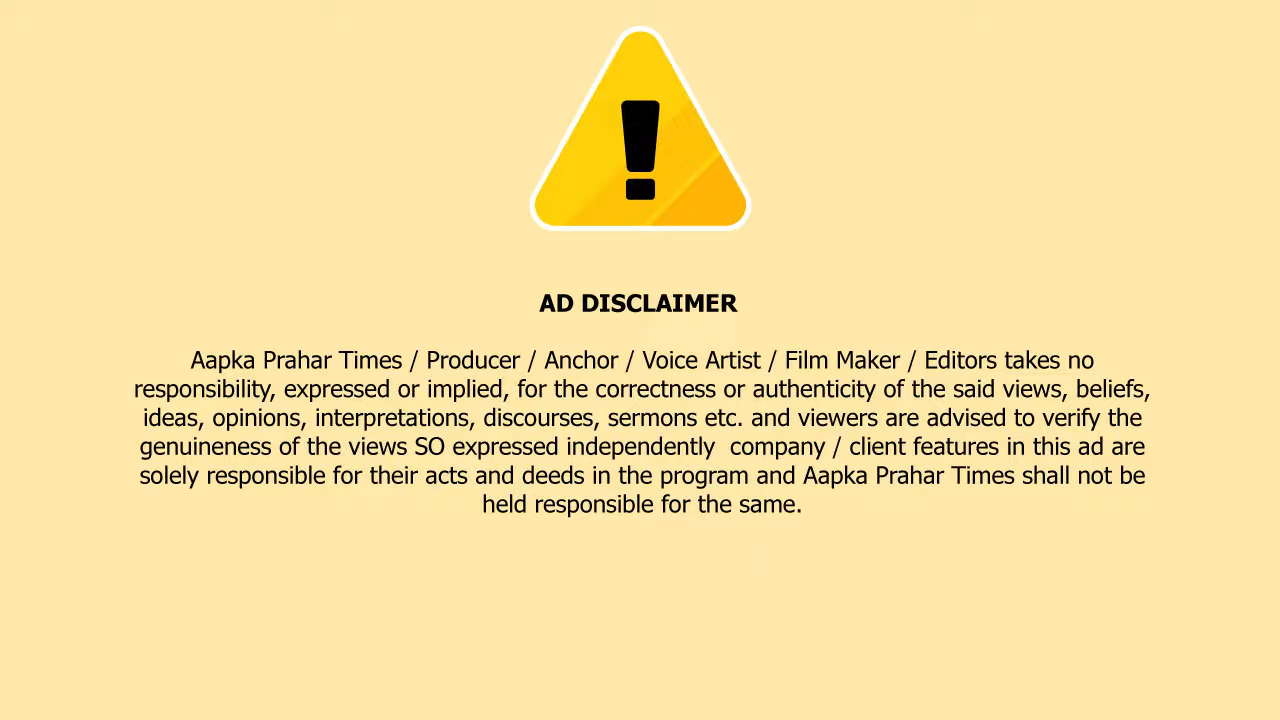 AD DISCLAIMER
Aapka Prahar Times / Producer / Anchor / Voice Artist / Film Maker / Editors takes no
responsibility, expressed or implied, for the correctness or authenticity of the said views, beliefs,
ideas, opinions, interpretations, discourses, sermons etc. and viewers are advised to verify the
genuineness of the views SO expressed independently  company / client features in this ad are
solely responsible for their acts and deeds in the program and Aapka Prahar Times shall not be
held responsible for the same.